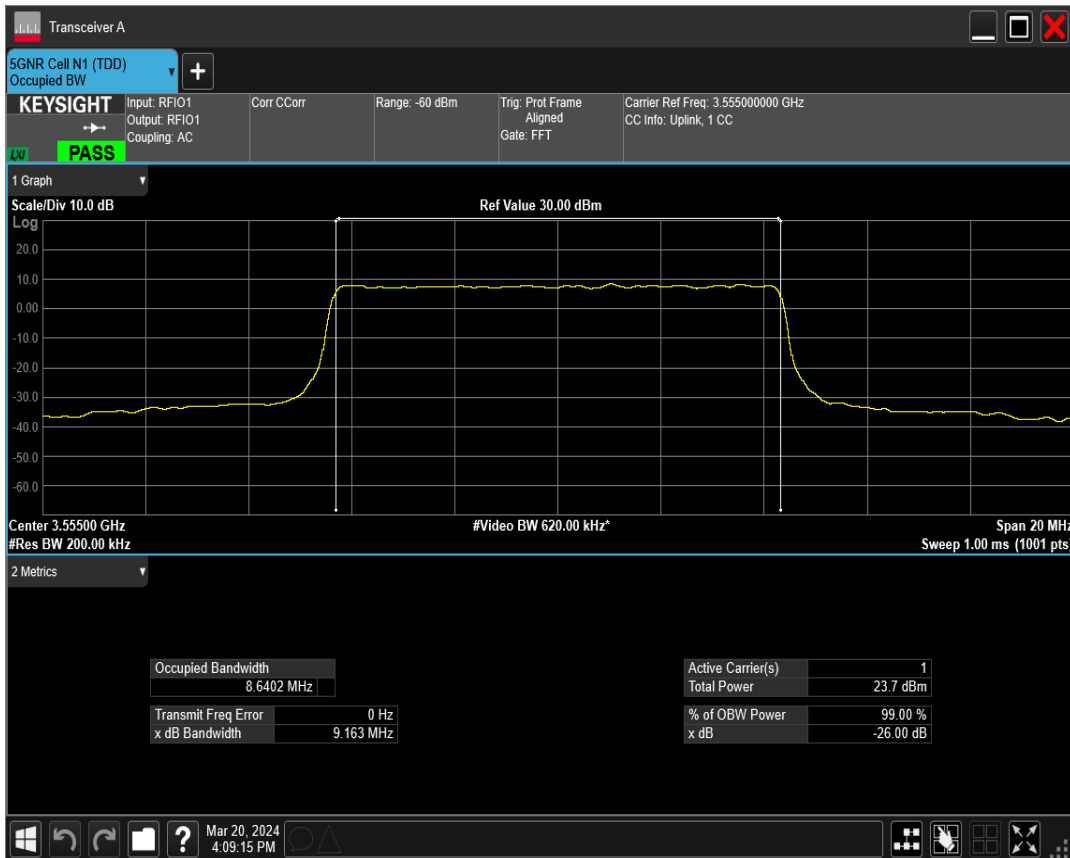 Transceiver A
5GNR Cell N1 (TDD)
Occupied BW
+
KEYSIGHT
LXI
PASS
Input: RFIO1
Output: RFIO1
Coupling: AC
Corr CCorr
Range: -60 dBm
Trig: Prot Frame
Aligned
Gate: FFT
Carrier Ref Freq: 3.555000000 GHz
CC Info: Uplink, 1 CC
1 Graph
Scale/Div 10.0 dB
Ref Value 30.00 dBm
Log
20.0
10.0
0.00
-10.0
-20.0
-30.0
-40.0
-50.0
-60.0
Center 3.55500 GHz
#Video BW 620.00 kHz*
Span 20 MHz
#Res BW 200.00 kHz
Sweep 1.00 ms (1001 pts)
2 Metrics
Occupied Bandwidth
8.6402 MHz
Transmit Freq Error 0 Hz
x dB Bandwidth 9.163 MHz
Active Carrier(s) 1
Total Power 23.7 dBm
% of OBW Power 99.00 %
x dB -26.00 dB
?
Mar 20, 2024
4:09:15 PM